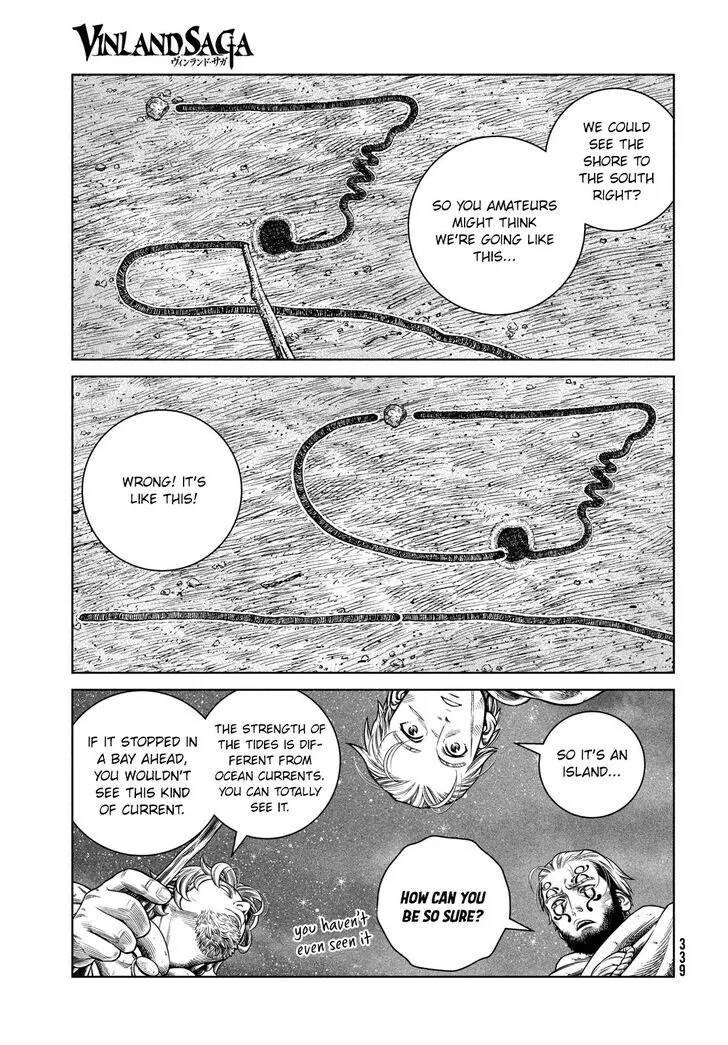 VINLAND SAGA
ヴィンランド・サガ
WE COULD
SEE THE
SHORE TO
THE SOUTH
RIGHT?
SO YOU AMATEURS
MIGHT THINK
WE'RE GOING LIKE
THIS...
WRONG! IT'S
LIKE THIS!
SO IT'S AN
ISLAND...
THE STRENGTH OF
THE TIDES IS DIF-
FERENT FROM
OCEAN CURRENTS.
YOU CAN TOTALLY
SEE IT.
IF IT STOPPED IN
A BAY AHEAD,
YOU WOULDN'T
SEE THIS KIND
OF CURRENT.
HOW CAN YOU
BE SO SURE?
you haven't
even seen it
339